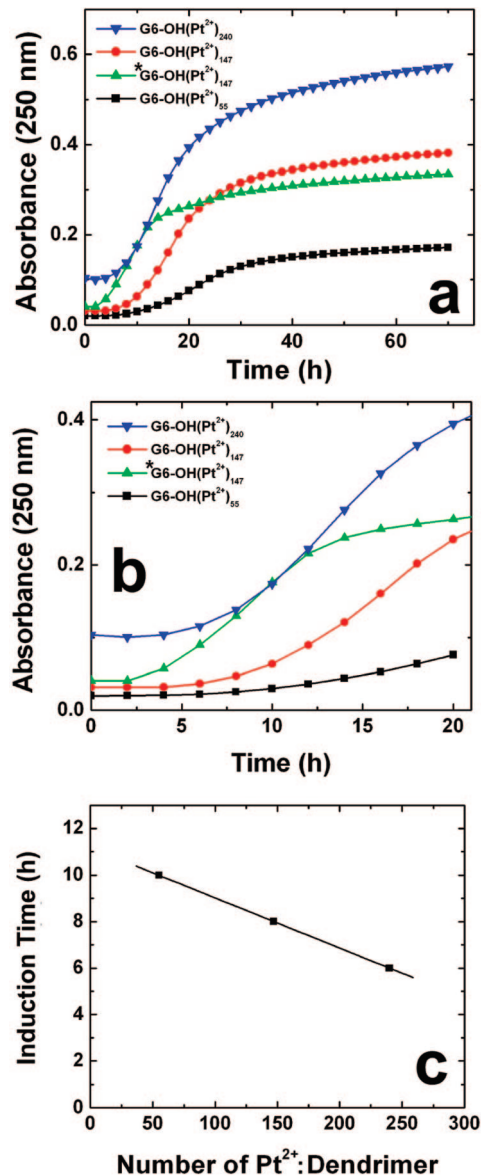 G6-OH(Pt²⁺)₂₄₀
G6-OH(Pt²⁺)₁₄₇
*G6-OH(Pt²⁺)₁₄₇
G6-OH(Pt²⁺)₅₅
Absorbance (250 nm)
0.6
0.4
0.2
0.0
a
0 20 40 60
Time (h)
G6-OH(Pt²⁺)₂₄₀
G6-OH(Pt²⁺)₁₄₇
*G6-OH(Pt²⁺)₁₄₇
G6-OH(Pt²⁺)₅₅
Absorbance (250 nm)
0.4
0.2
0.0
b
0 5 10 15 20
Time (h)
Induction Time (h)
12
10
8
6
4
2
0
c
0 50 100 150 200 250 300
Number of Pt²⁺:Dendrimer